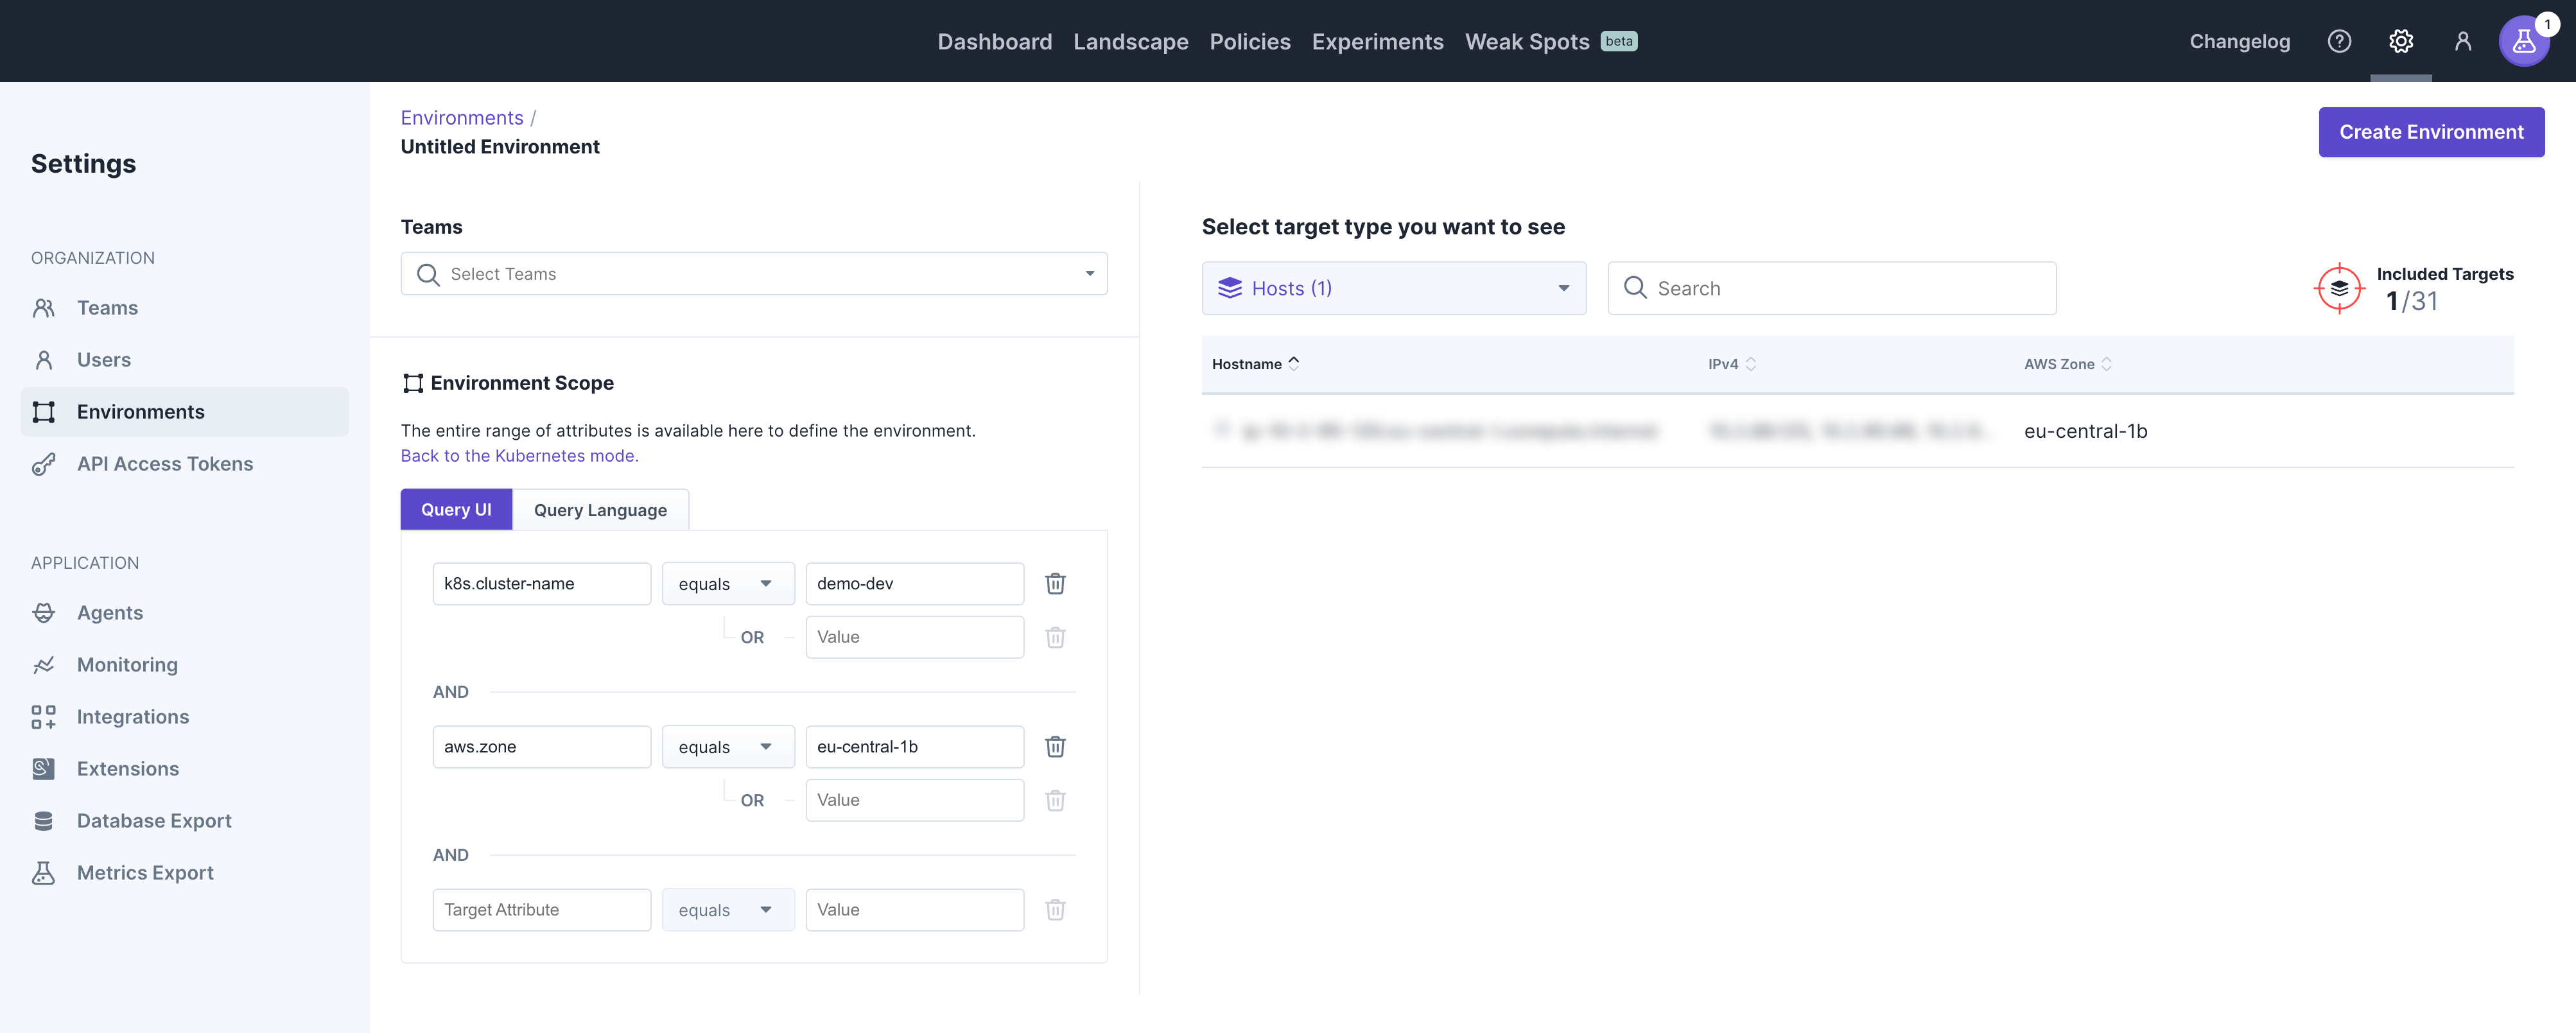 Dashboard Landscape Policies Experiments Weak Spots beta
Changelog
1
Settings
ORGANIZATION
Teams
Users
Environments
API Access Tokens
APPLICATION
Agents
Monitoring
Integrations
Extensions
Database Export
Metrics Export
Environments /
Untitled Environment
Create Environment
Teams
Select Teams
Environment Scope
The entire range of attributes is available here to define the environment.
Back to the Kubernetes mode.
Query UI Query Language
k8s.cluster-name equals demo-dev
OR Value
AND
aws.zone equals eu-central-1b
OR Value
AND
Target Attribute equals Value
Select target type you want to see
Hosts (1)
Search
Included Targets
1/31
Hostname IPv4 AWS Zone
eu-central-1b